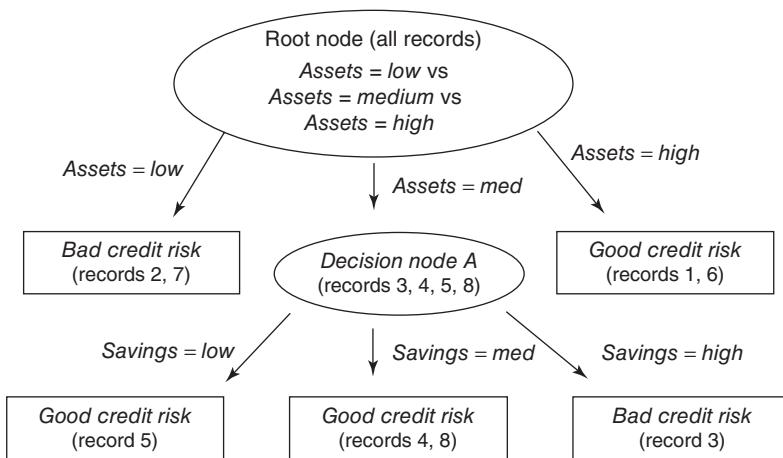 Root node (all records)
Assets = low vs
Assets = medium vs
Assets = high
Assets = low
Assets = med
Assets = high
Bad credit risk
(records 2, 7)
Decision node A
(records 3, 4, 5, 8)
Good credit risk
(records 1, 6)
Savings = low
Savings = med
Savings = high
Good credit risk
(record 5)
Good credit risk
(records 4, 8)
Bad credit risk
(record 3)